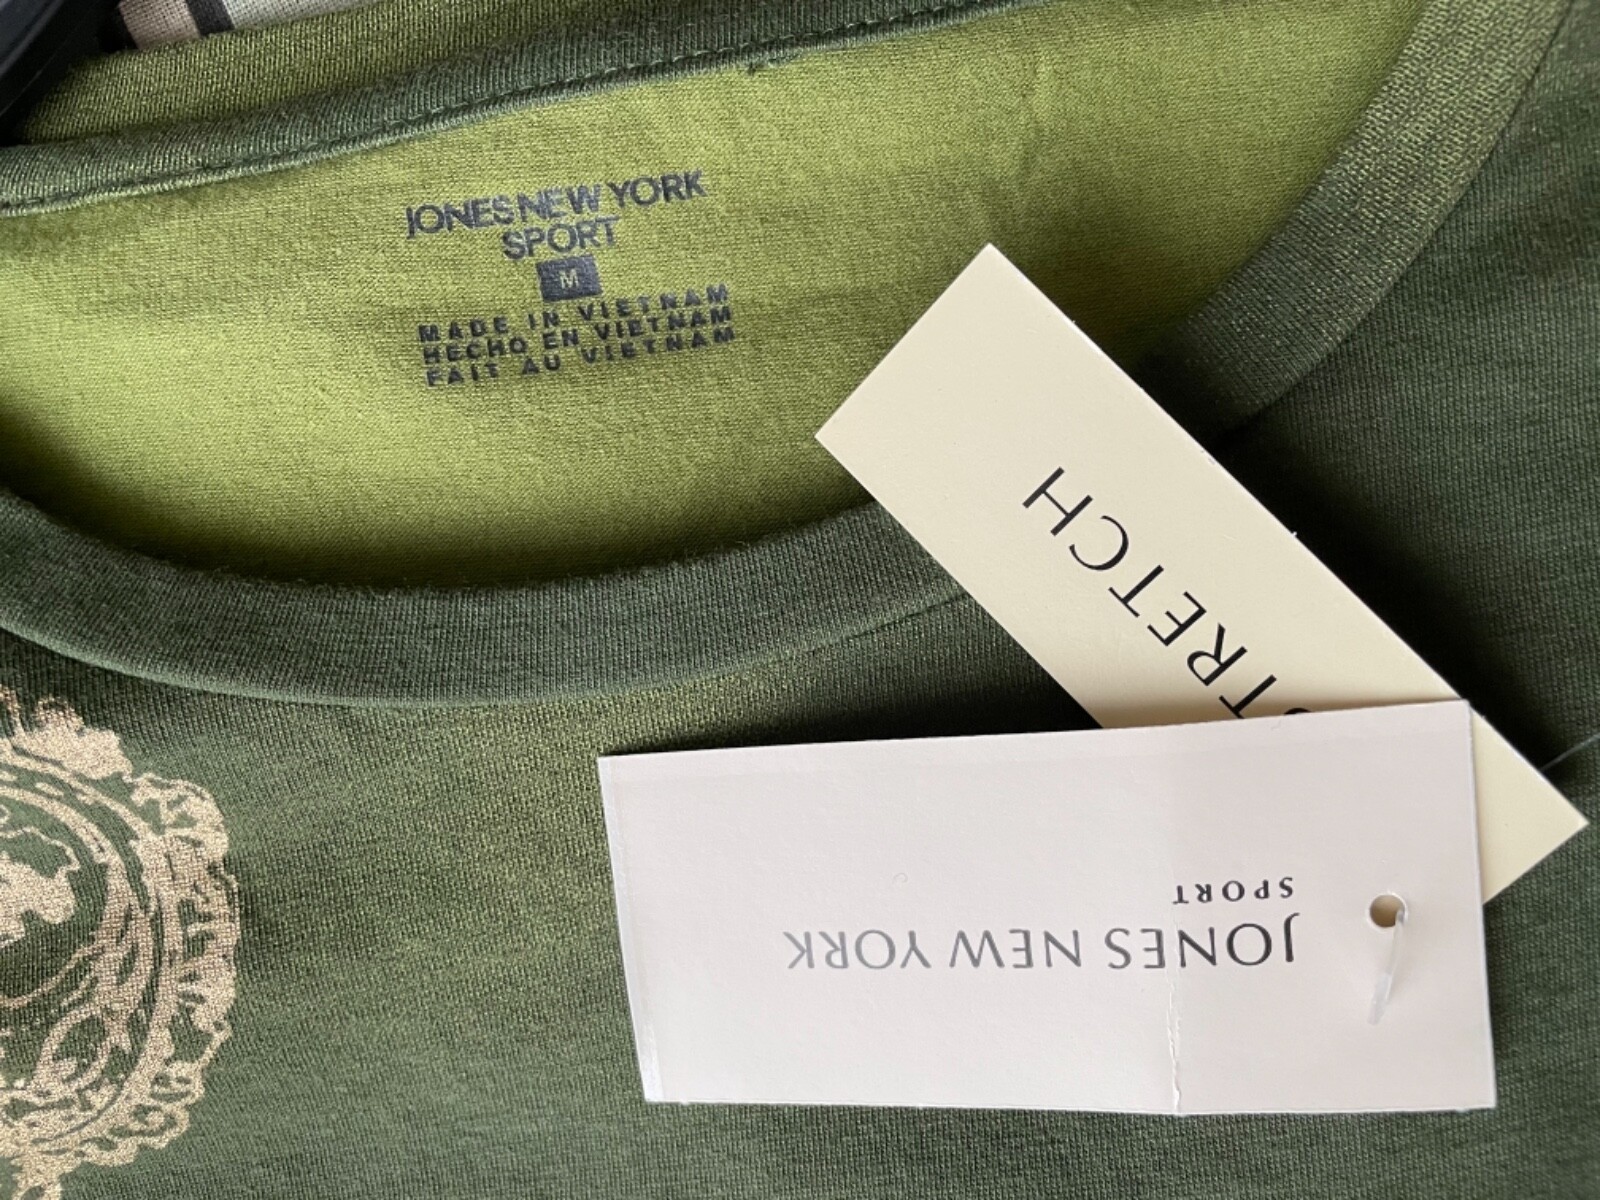 JONES NEW YORK
SPORT
M
MADE IN VIETNAM
HECHO EN VIETNAM
FAIT AU VIETNAM
STRETCH
JONES NEW YORK
SPORT